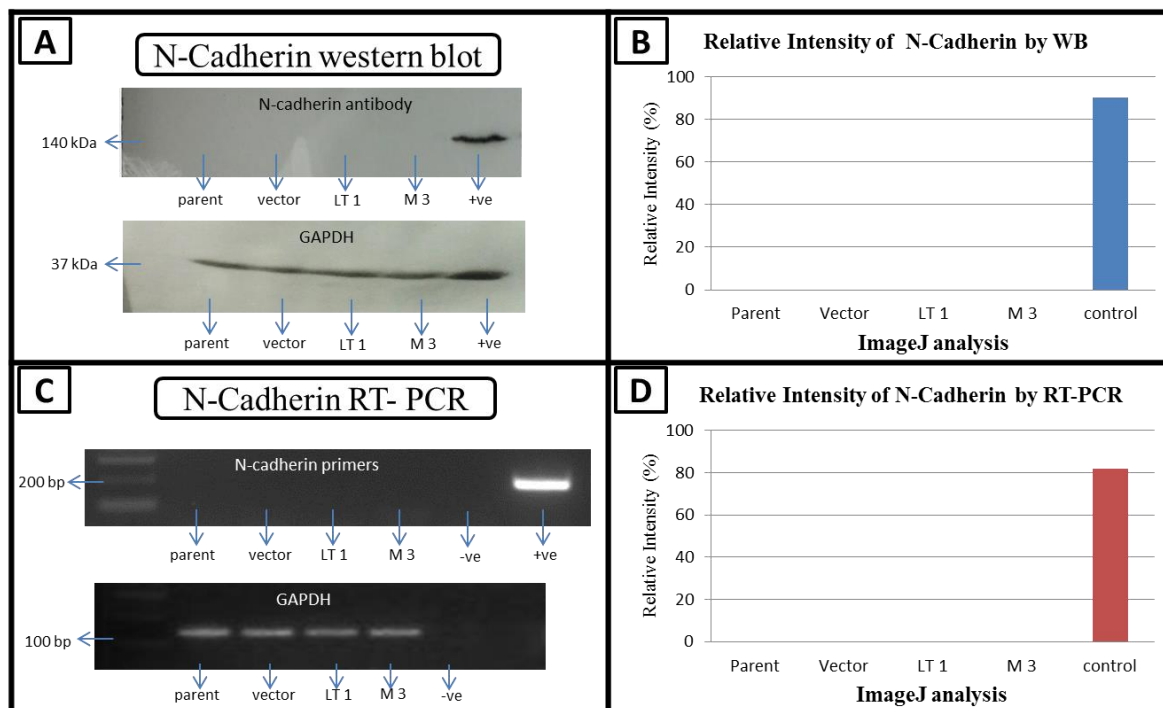 A
N-Cadherin western blot
N-cadherin antibody
140 kDa
parent vector LT 1 M 3 +ve
GAPDH
37 kDa
parent vector LT 1 M 3 +ve
B
Relative Intensity of N-Cadherin by WB
Relative Intensity (%)
100
80
60
40
20
0
Parent Vector LT 1 M 3 control
ImageJ analysis
C
N-Cadherin RT- PCR
N-cadherin primers
200 bp
parent vector LT 1 M 3 -ve +ve
GAPDH
100 bp
parent vector LT 1 M 3 -ve
D
Relative Intensity of N-Cadherin by RT-PCR
Relative Intensity (%)
100
80
60
40
20
0
Parent Vector LT 1 M 3 control
ImageJ analysis